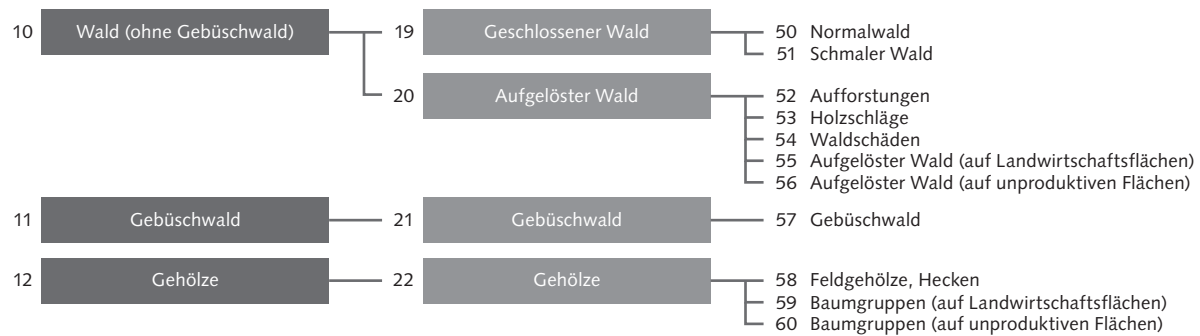 10 Wald (ohne Gebüschwald) 19 Geschlossener Wald 50 Normalwald
51 Schmaler Wald
20 Aufgelöster Wald 52 Aufforstungen
53 Holzschläge
54 Waldschäden
55 Aufgelöster Wald (auf Landwirtschaftsflächen)
56 Aufgelöster Wald (auf unproduktiven Flächen)
11 Gebüschwald 21 Gebüschwald 57 Gebüschwald
12 Gehölze 22 Gehölze 58 Feldgehölze, Hecken
59 Baumgruppen (auf Landwirtschaftsflächen)
60 Baumgruppen (auf unproduktiven Flächen)